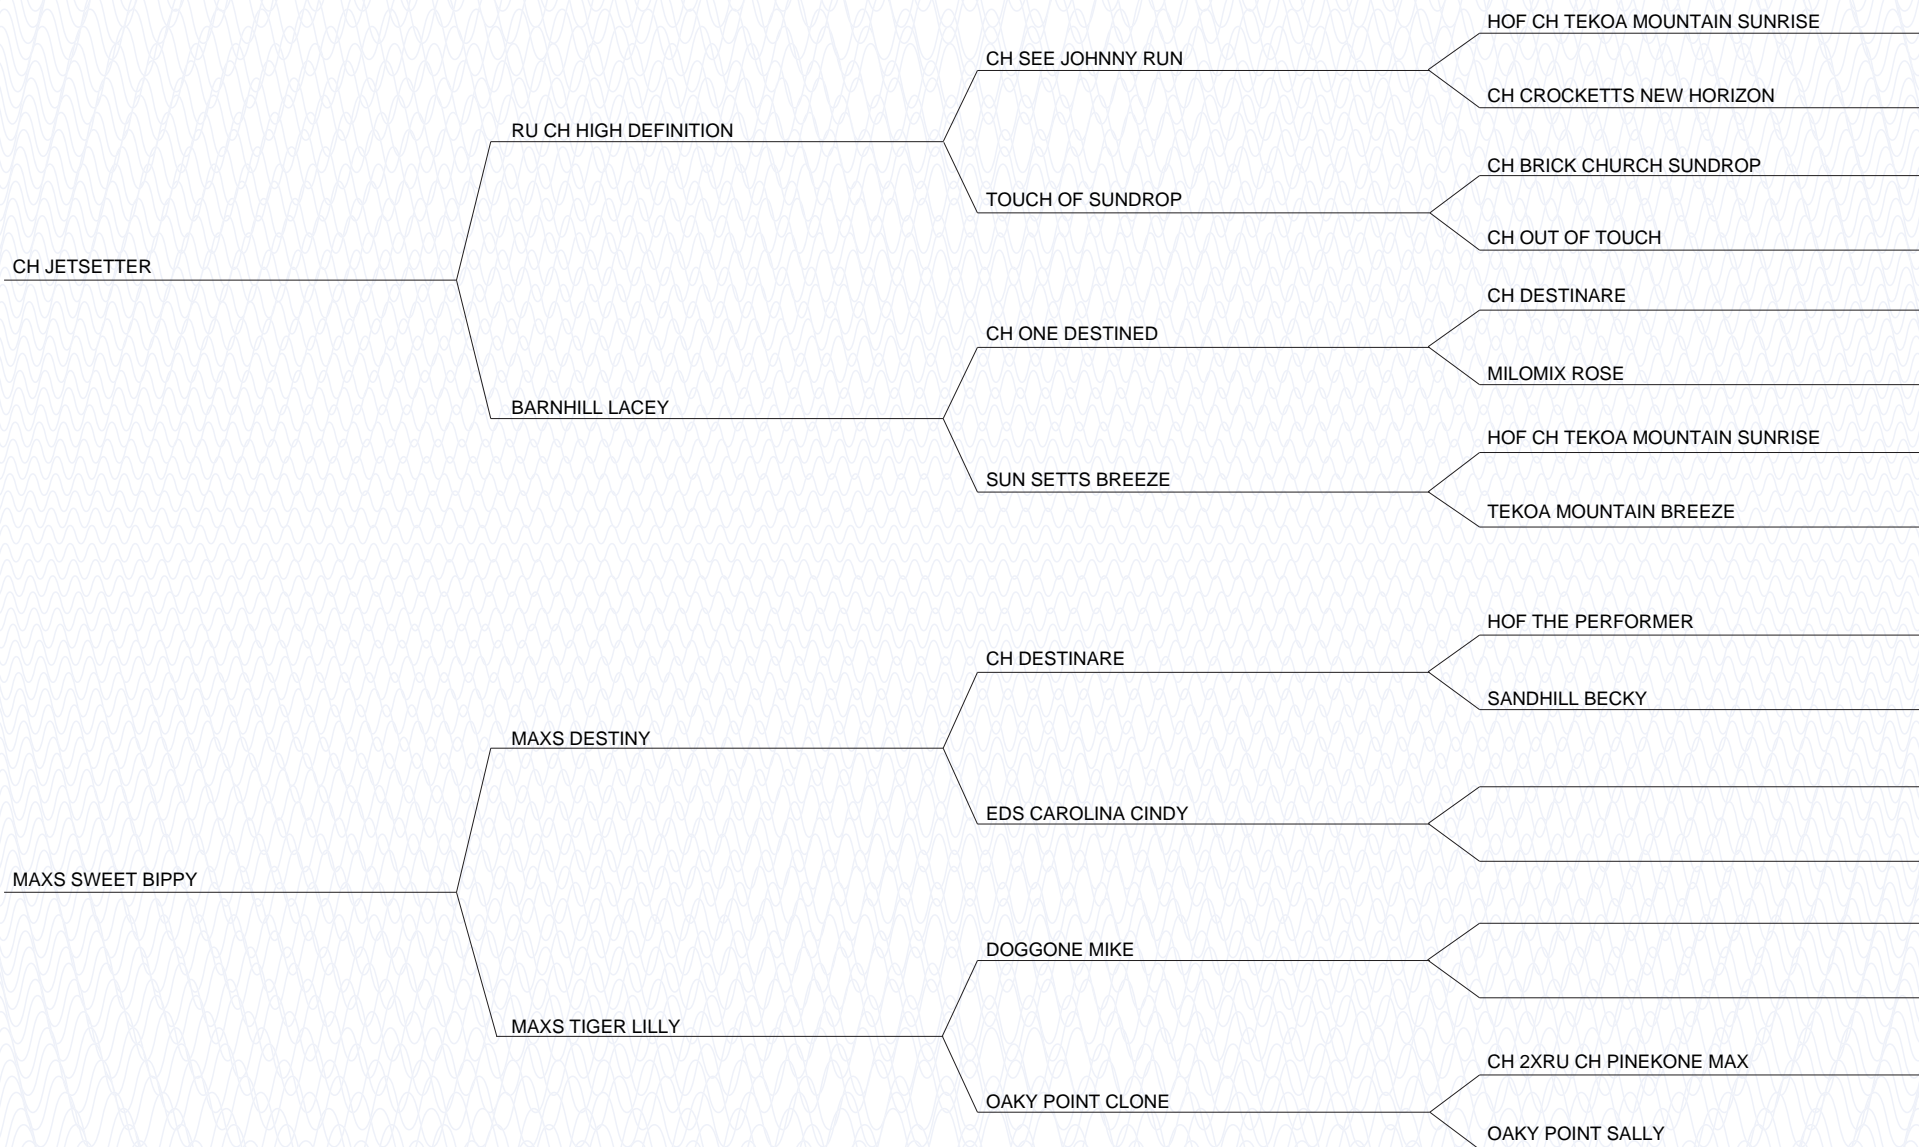 HOF CH TEKOA MOUNTAIN SUNRISE
CH SEE JOHNNY RUN
CH CROCKETTS NEW HORIZON
RU CH HIGH DEFINITION
CH BRICK CHURCH SUNDROP
TOUCH OF SUNDROP
CH OUT OF TOUCH
CH JETSETTER
CH DESTINARE
CH ONE DESTINED
MILOMIX ROSE
BARNHILL LACEY
HOF CH TEKOA MOUNTAIN SUNRISE
SUN SETTS BREEZE
TEKOA MOUNTAIN BREEZE
HOF THE PERFORMER
CH DESTINARE
SANDHILL BECKY
MAXS DESTINY
EDS CAROLINA CINDY
MAXS SWEET BIPPY
DOGGONE MIKE
MAXS TIGER LILLY
CH 2XRU CH PINEKONE MAX
OAKY POINT CLONE
OAKY POINT SALLY